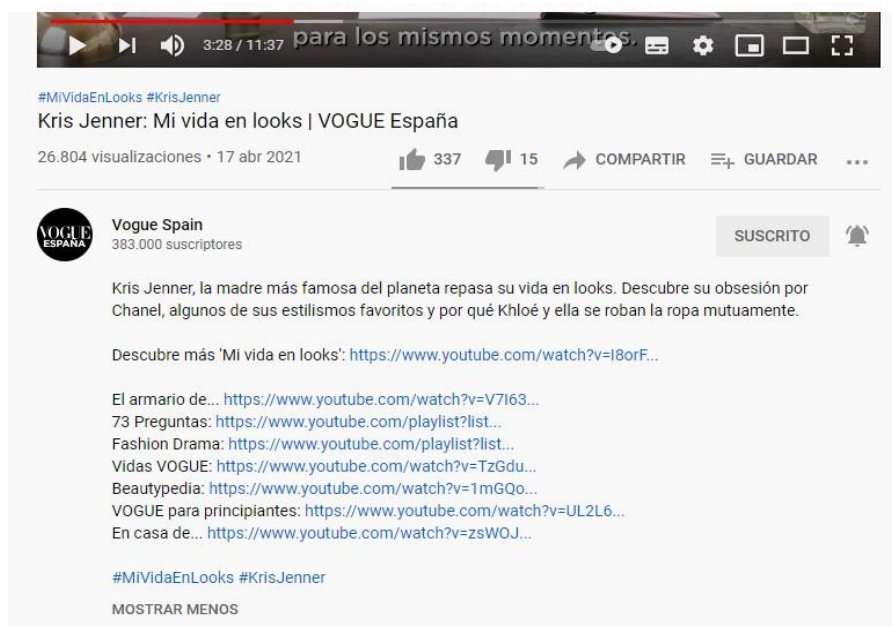 para los mismos momentos.
3:28 / 11:37
#MiVidaEnLooks #KrisJenner
Kris Jenner: Mi vida en looks | VOGUE España
26.804 visualizaciones • 17 abr 2021 337 15 COMPARTIR GUARDAR
VOGUE
ESPAÑA
Vogue Spain
383.000 suscriptores
SUSCRITO
Kris Jenner, la madre más famosa del planeta repasa su vida en looks. Descubre su obsesión por
Chanel, algunos de sus estilismos favoritos y por qué Khloé y ella se roban la ropa mutuamente.
Descubre más 'Mi vida en looks': https://www.youtube.com/watch?v=I8orF...
El armario de... https://www.youtube.com/watch?v=V7I63...
73 Preguntas: https://www.youtube.com/playlist?list...
Fashion Drama: https://www.youtube.com/playlist?list...
Vidas VOGUE: https://www.youtube.com/watch?v=TzGdu...
Beautypedia: https://www.youtube.com/watch?v=1mGQo...
VOGUE para principiantes: https://www.youtube.com/watch?v=UL2L6...
En casa de... https://www.youtube.com/watch?v=zsWOJ...
#MiVidaEnLooks #KrisJenner
MOSTRAR MENOS